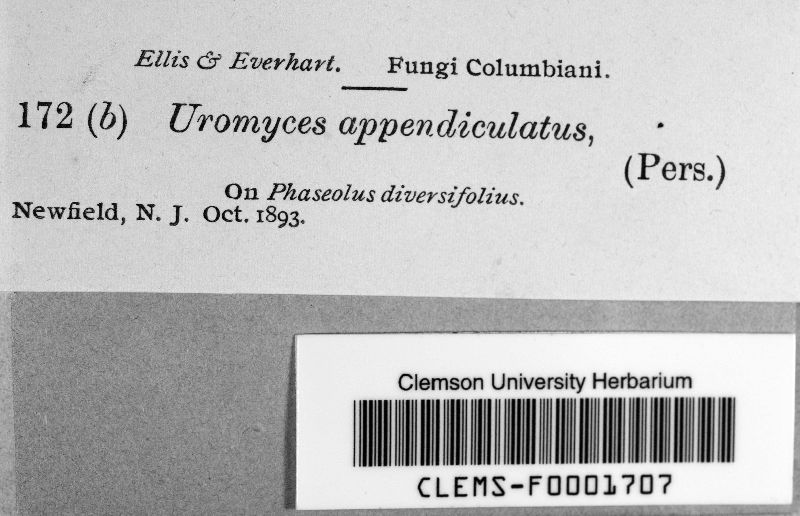 Ellis & Everhart. Fungi Columbiani.
172 (b) Uromyces appendiculatus,
(Pers.)
On Phaseolus diversifolius.
Newfield, N. J. Oct. 1893.
Clemson University Herbarium
CLEMS-F0001707